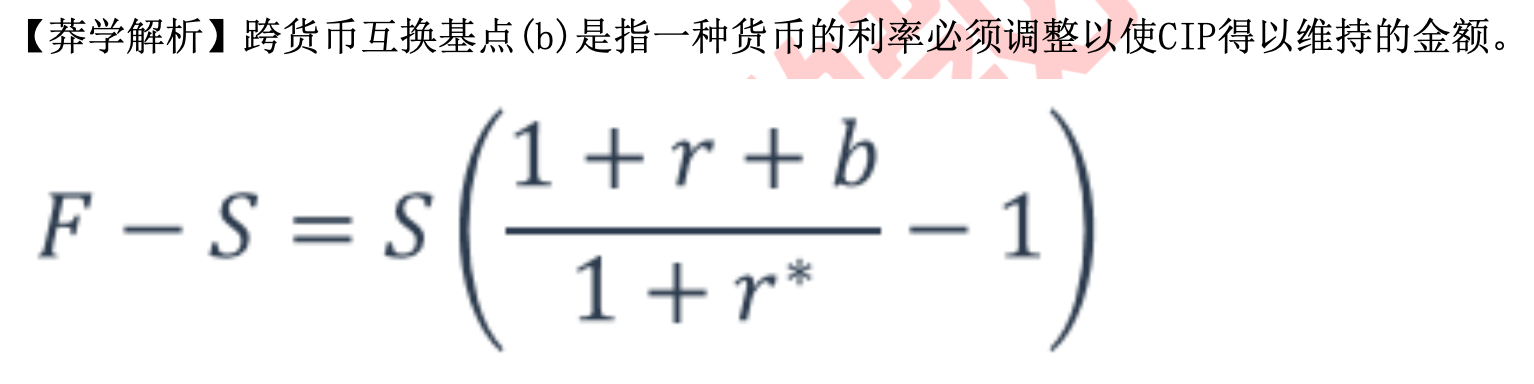 【莽学解析】跨货币互换基点(b)是指一种货币的利率必须调整以使CIP得以维持的金额。
F − S = S(\frac{1 + r + b}{1 + r^*} − 1)